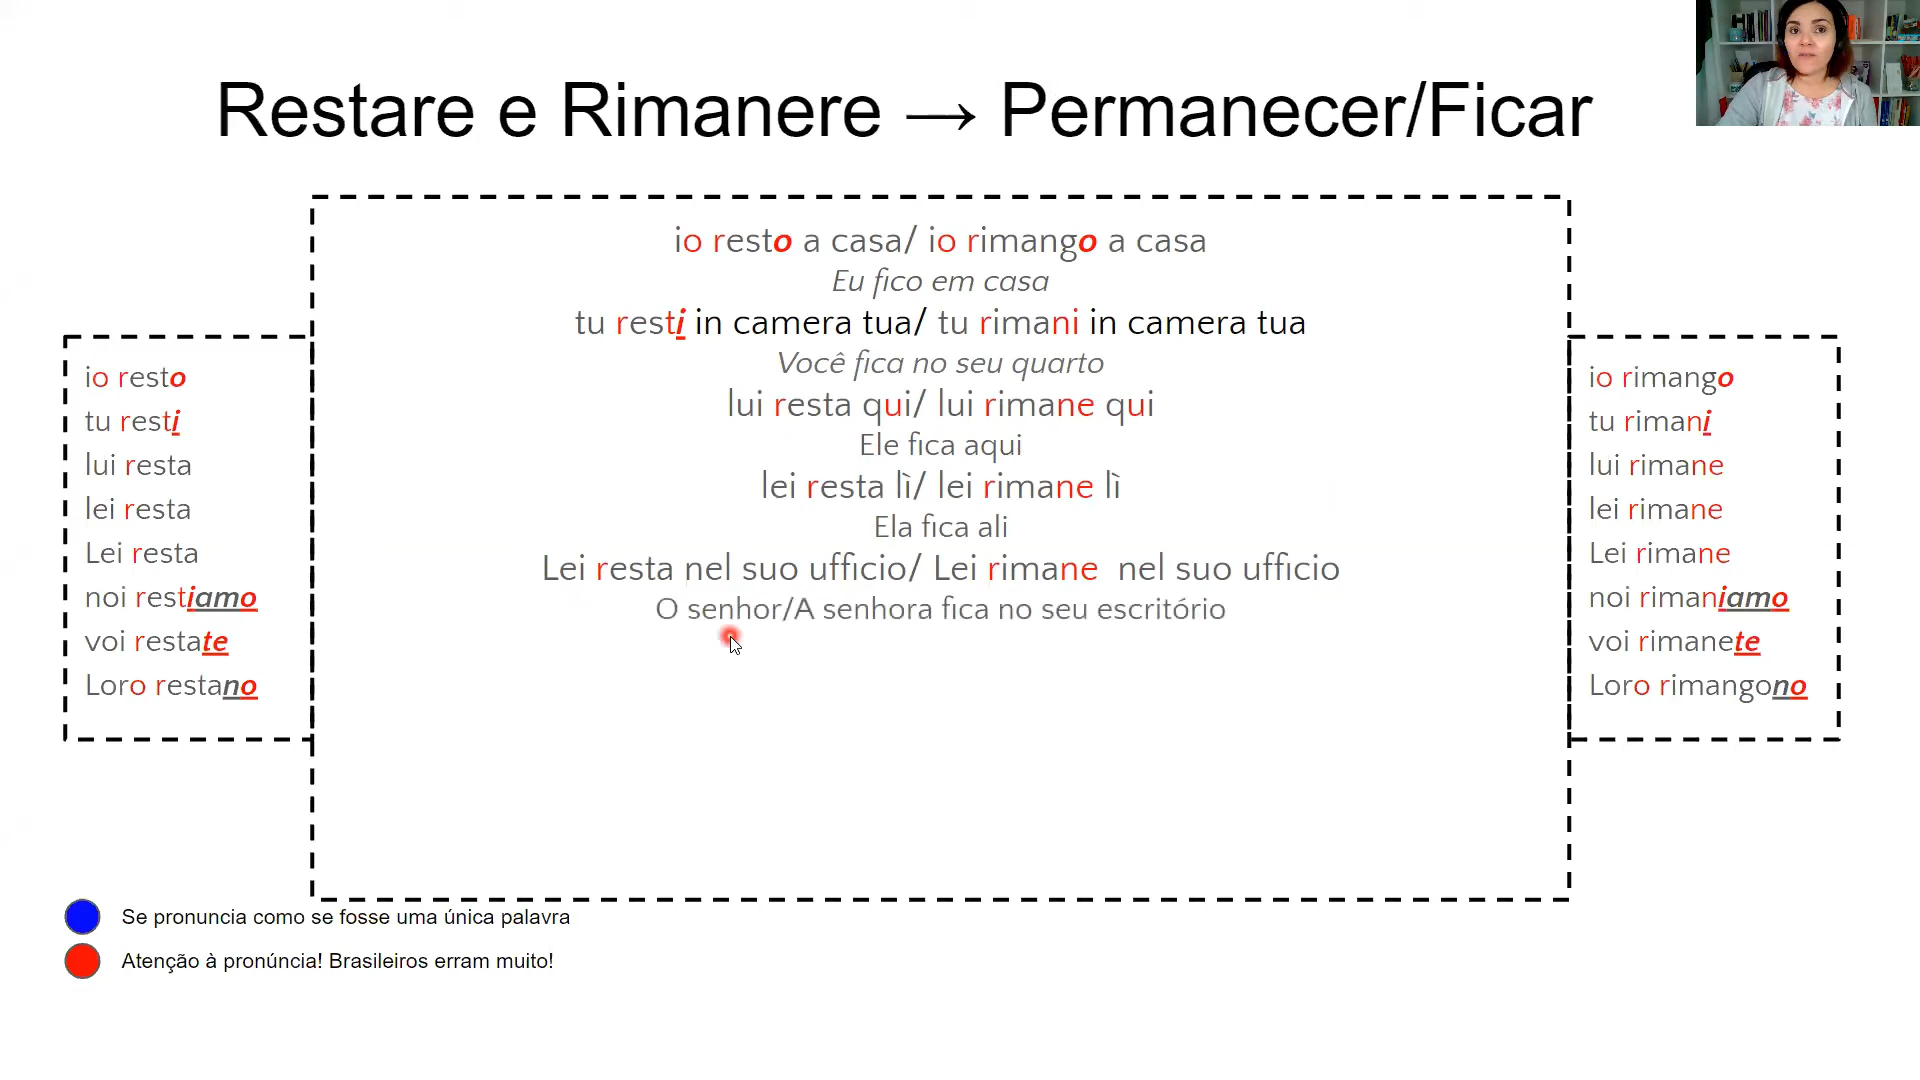 Restare e Rimanere → Permanecer/Ficar
io resto a casa/ io rimango a casa
Eu fico em casa
tu resti in camera tua/ tu rimani in camera tua
Você fica no seu quarto
lui resta qui/ lui rimane qui
Ele fica aqui
lei resta lì/ lei rimane lì
Ela fica ali
Lei resta nel suo ufficio/ Lei rimane nel suo ufficio
O senhor/A senhora fica no seu escritório
io resto
tu resti
lui resta
lei resta
Lei resta
noi restiamo
voi restate
Loro restano
io rimango
tu rimani
lui rimane
lei rimane
Lei rimane
noi rimaniamo
voi rimanete
Loro rimangono
Se pronuncia como se fosse uma única palavra
Atenção à pronúncia! Brasileiros erram muito!